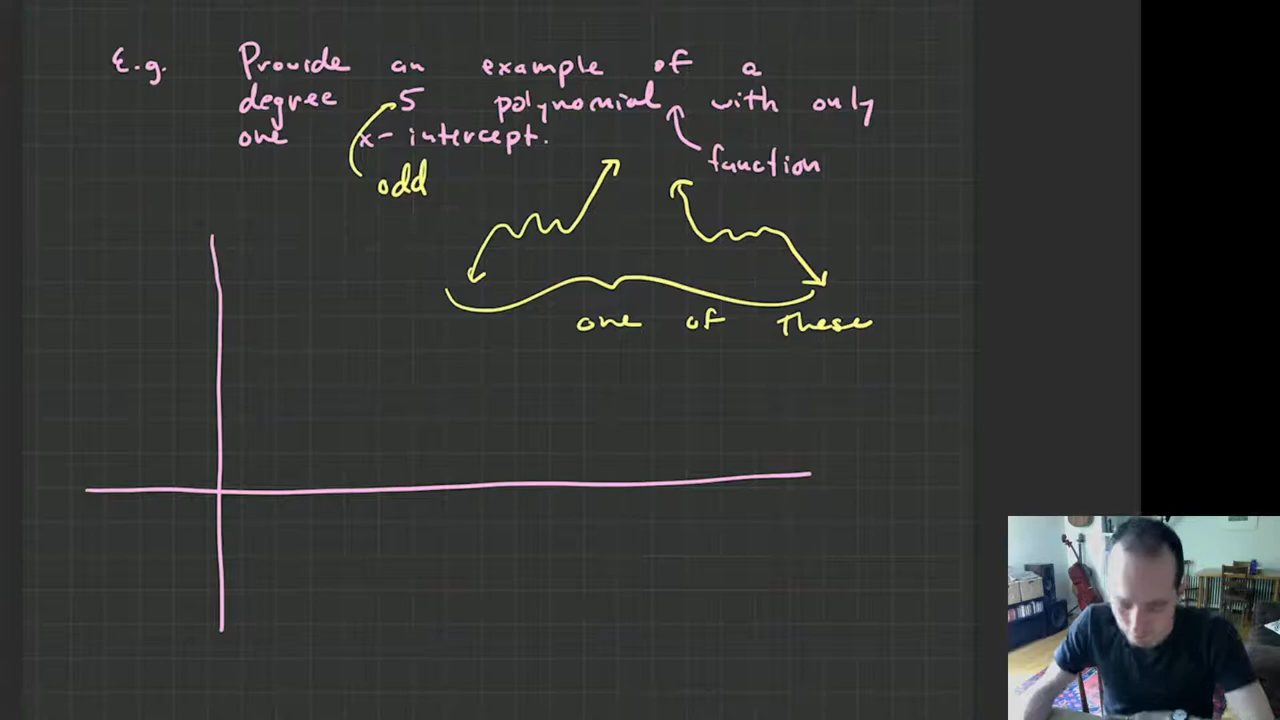 E.g. Provide an example of a
degree 5 polynomial with only
one x-intercept.
function
odd
one of these